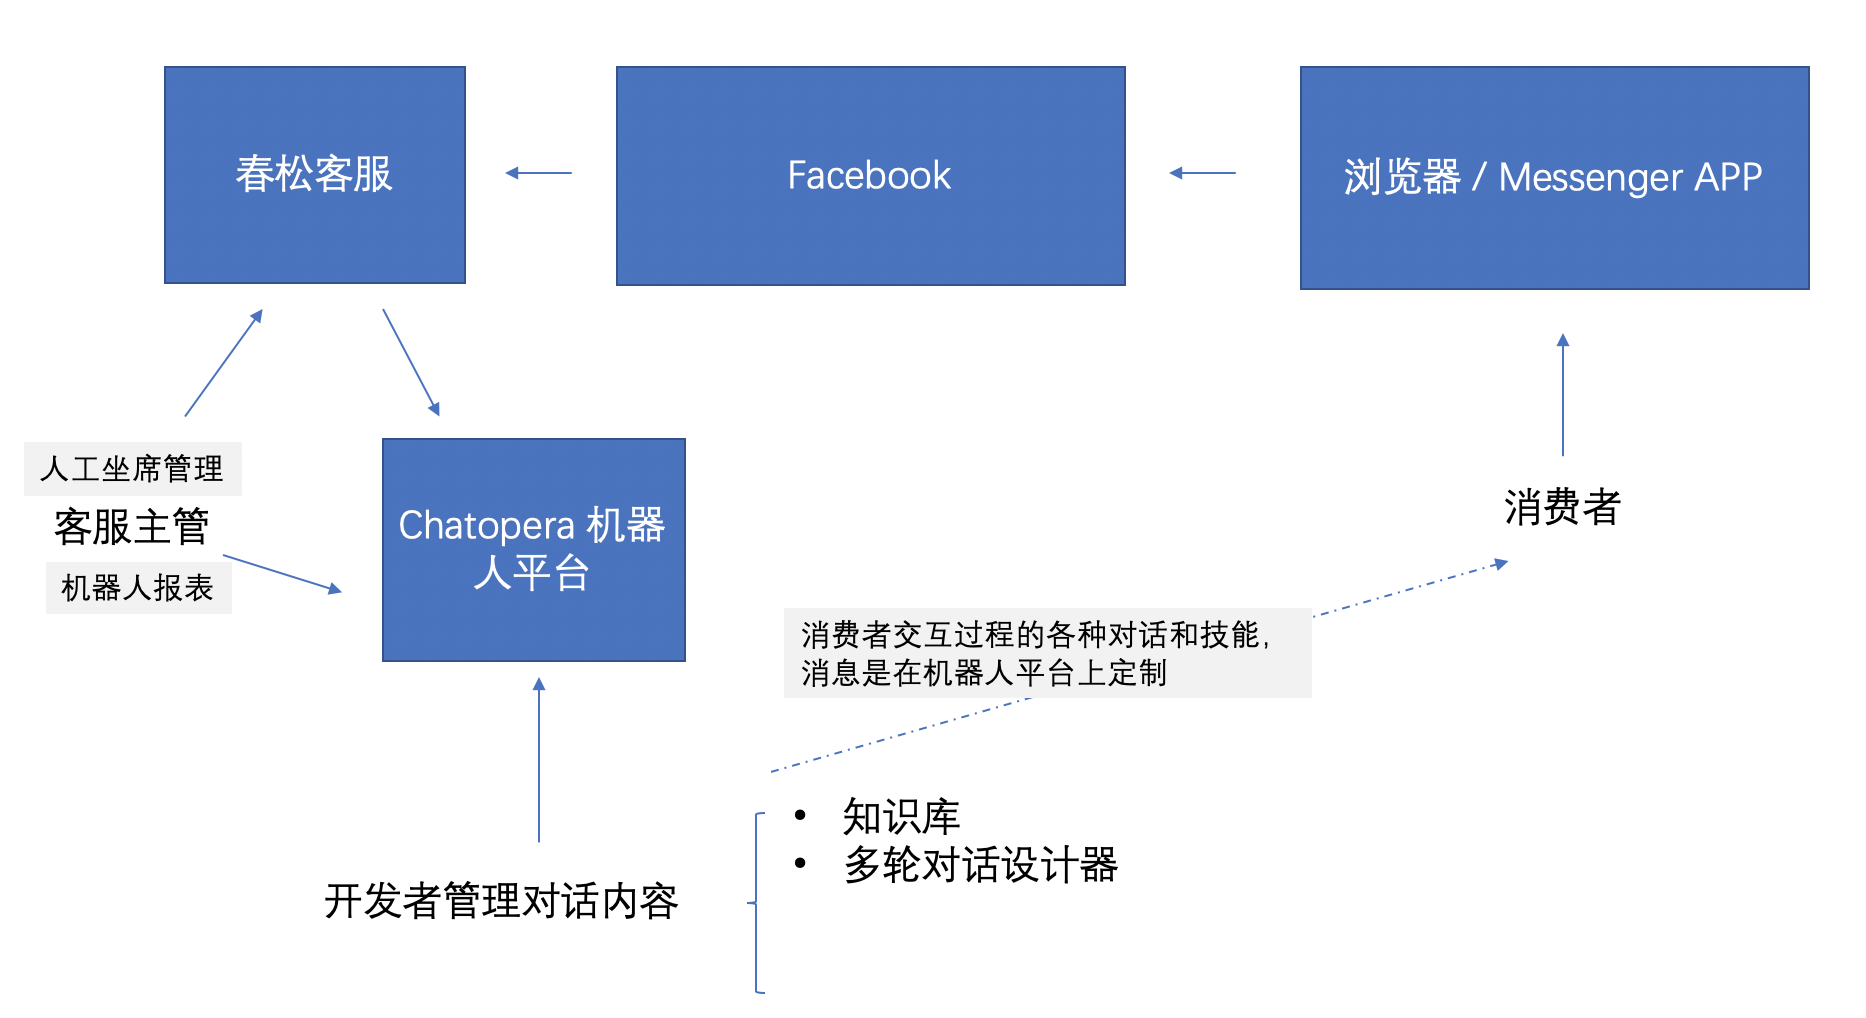 春松客服
Facebook
浏览器 / Messenger APP
人工坐席管理
客服主管
机器人报表
Chatopera 机器
人平台
消费者
消费者交互过程的各种对话和技能，
消息是在机器人平台上定制
• 知识库
• 多轮对话设计器
开发者管理对话内容